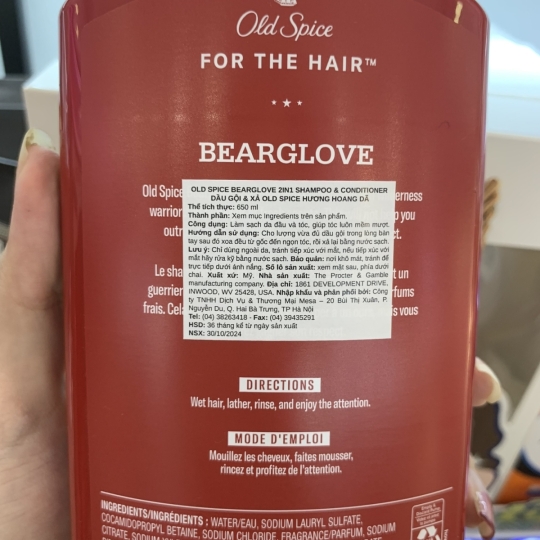 Old Spice
FOR THE HAIR™
BEARGLOVE
Old Spice
warrior
OLD SPICE BEARGLOVE 2IN1 SHAMPOO & CONDITIONER
DẦU GỘI & XẢ OLD SPICE HƯƠNG HOANG DÃ
Thể tích thực: 650 ml
Thành phần: Xem mục Ingredients trên sản phẩm.
Công dụng: Làm sạch da đầu và tóc, giúp tóc luôn mềm mượt.
Hướng dẫn sử dụng: Cho lượng vừa đủ dầu gội trong lòng bàn
tay sau đó xoa đều từ gốc đến ngọn tóc, rồi xả lại bằng nước sạch.
Lưu ý: Chỉ dùng ngoài da, tránh tiếp xúc với mắt, nếu tiếp xúc với
mắt hãy rửa kỹ bằng nước sạch. Bảo quản: nơi khô mát, tránh để
trực tiếp dưới ánh nắng. Số lô sản xuất: xem mặt sau, phía dưới
chai. Xuất xứ: Mỹ. Nhà sản xuất: The Procter & Gamble
manufacturing company. Địa chỉ: 1861 DEVELOPMENT DRIVE,
INWOOD, WV 25428, USA. Nhập khẩu và phân phối bởi: Công
ty TNHH Dịch Vụ & Thương Mại Mesa – 20 Bùi Thị Xuân, P.
Nguyễn Du, Q. Hai Bà Trưng, TP Hà Nội
Tel: (04) 38263418 - Fax: (04) 39435291
HSD: 36 tháng kể từ ngày sản xuất
NSX: 30/10/2024
Le sha
guerrier
frais. Cela
vous
DIRECTIONS
Wet hair, lather, rinse, and enjoy the attention.
MODE D'EMPLOI
Mouillez les cheveux, faites mousser,
rincez et profitez de l'attention.
INGREDIENTS/INGRÉDIENTS : WATER/EAU, SODIUM LAURYL SULFATE,
COCAMIDOPROPYL BETAINE, SODIUM CHLORIDE, FRAGRANCE/PARFUM, SODIUM
CITRATE, SODIUM